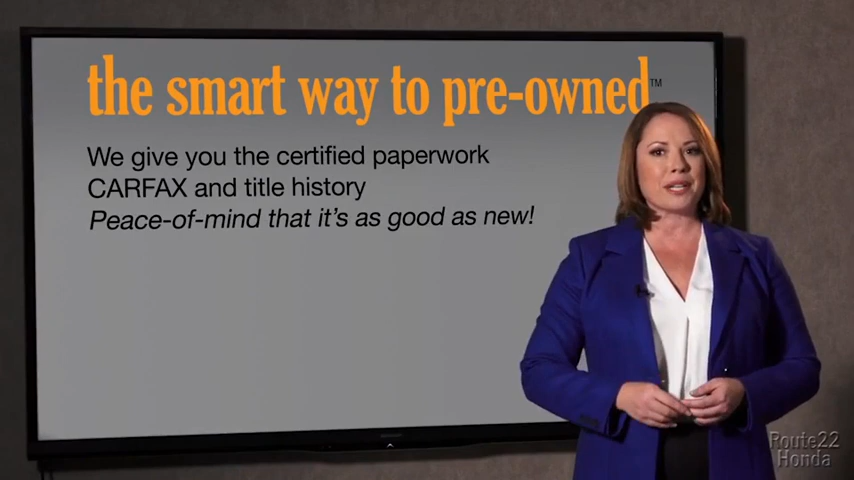 the smart way to pre-owned™
We give you the certified paperwork
CARFAX and title history
Peace-of-mind that it's as good as new!
Route22
Honda